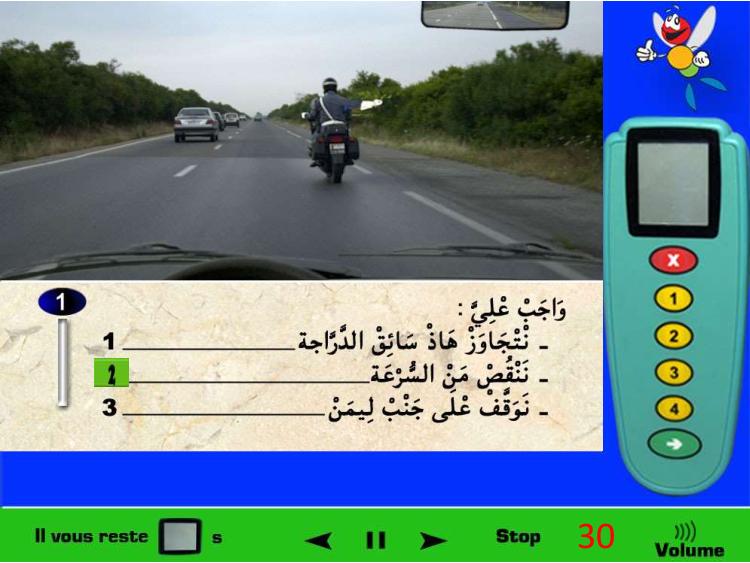 1
وَاجَبْ عْلِيَّ :
- نْتْجَاوَزْ هَاذْ سَائِقْ الدَّرَّاجة 1
- نَنْقُصْ مَنْ السُّرْعَة 2
- نَوَقَّفْ عْلَى جَنْبْ لِيمَنْ 3
X
1
2
3
4
Il vous reste s
Stop
30
Volume